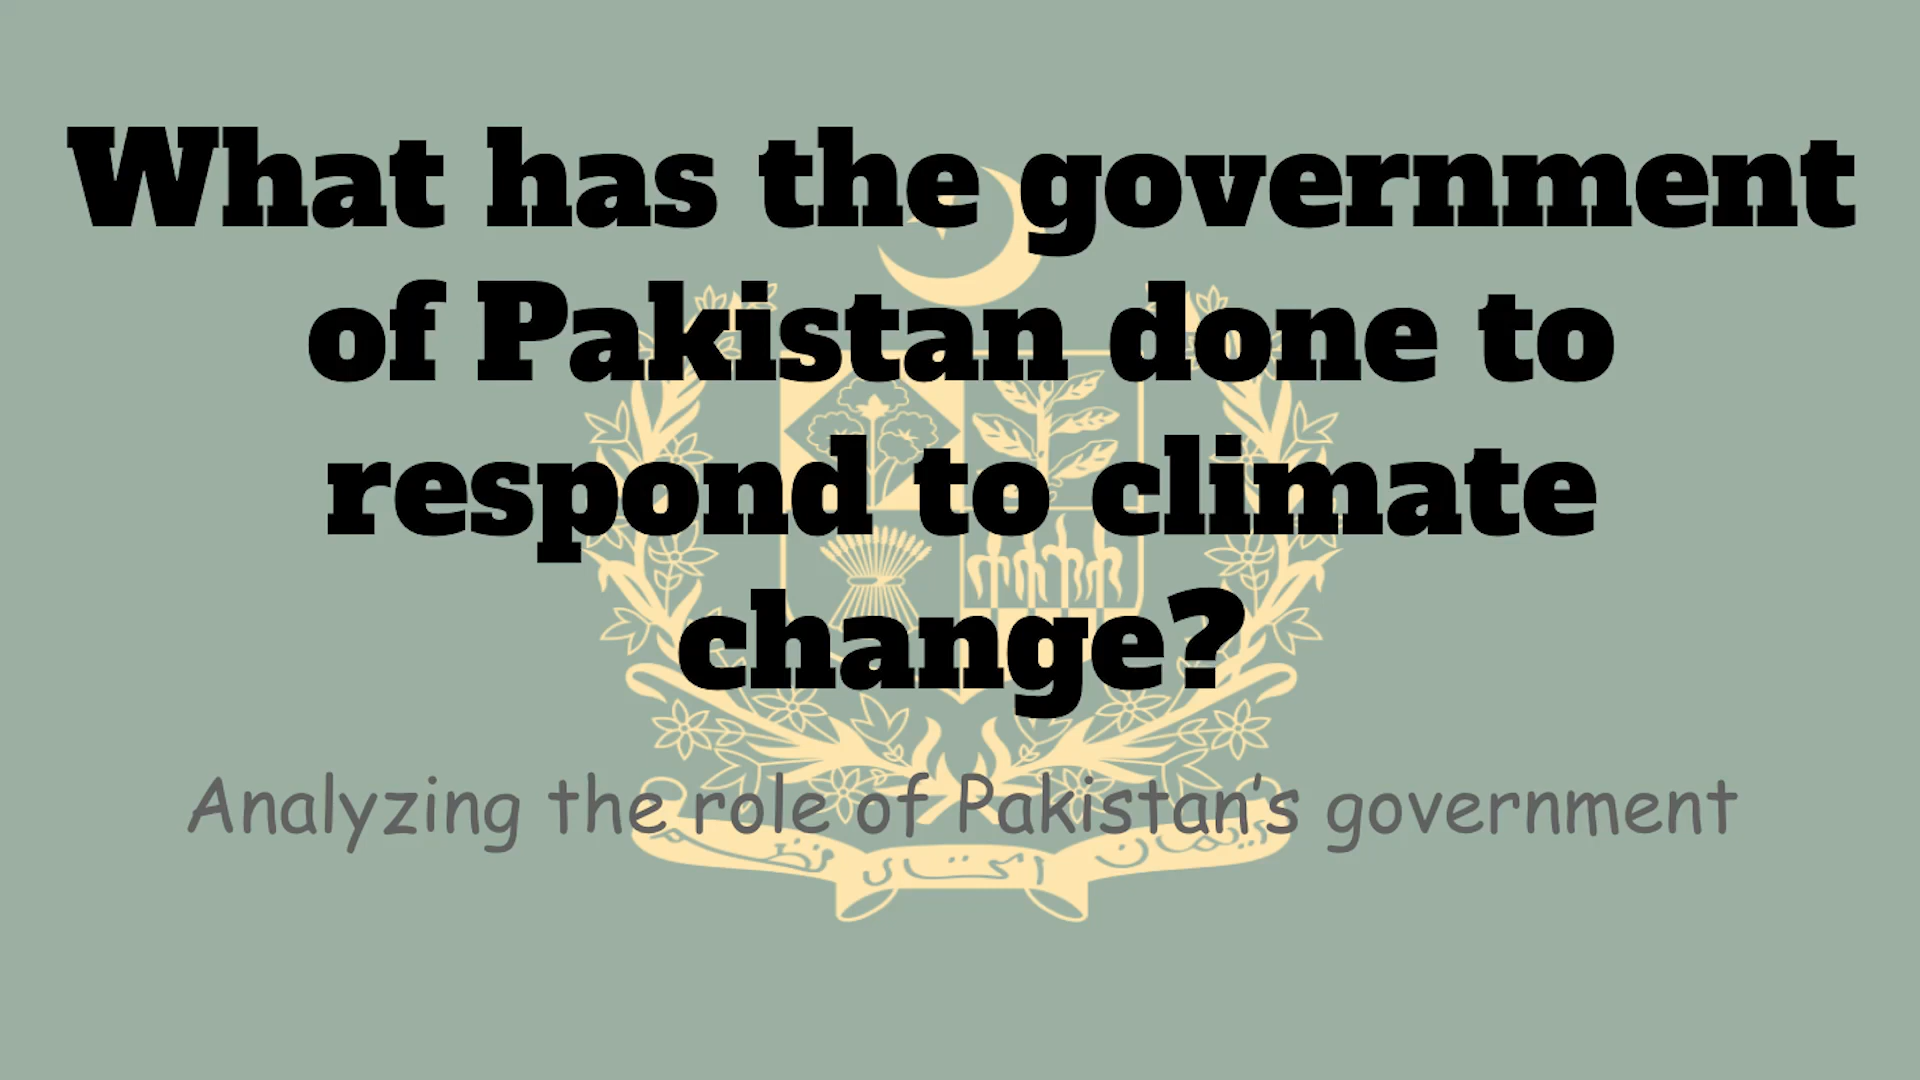 What has the government
of Pakistan done to
respond to climate
change?
Analyzing the role of Pakistan's government